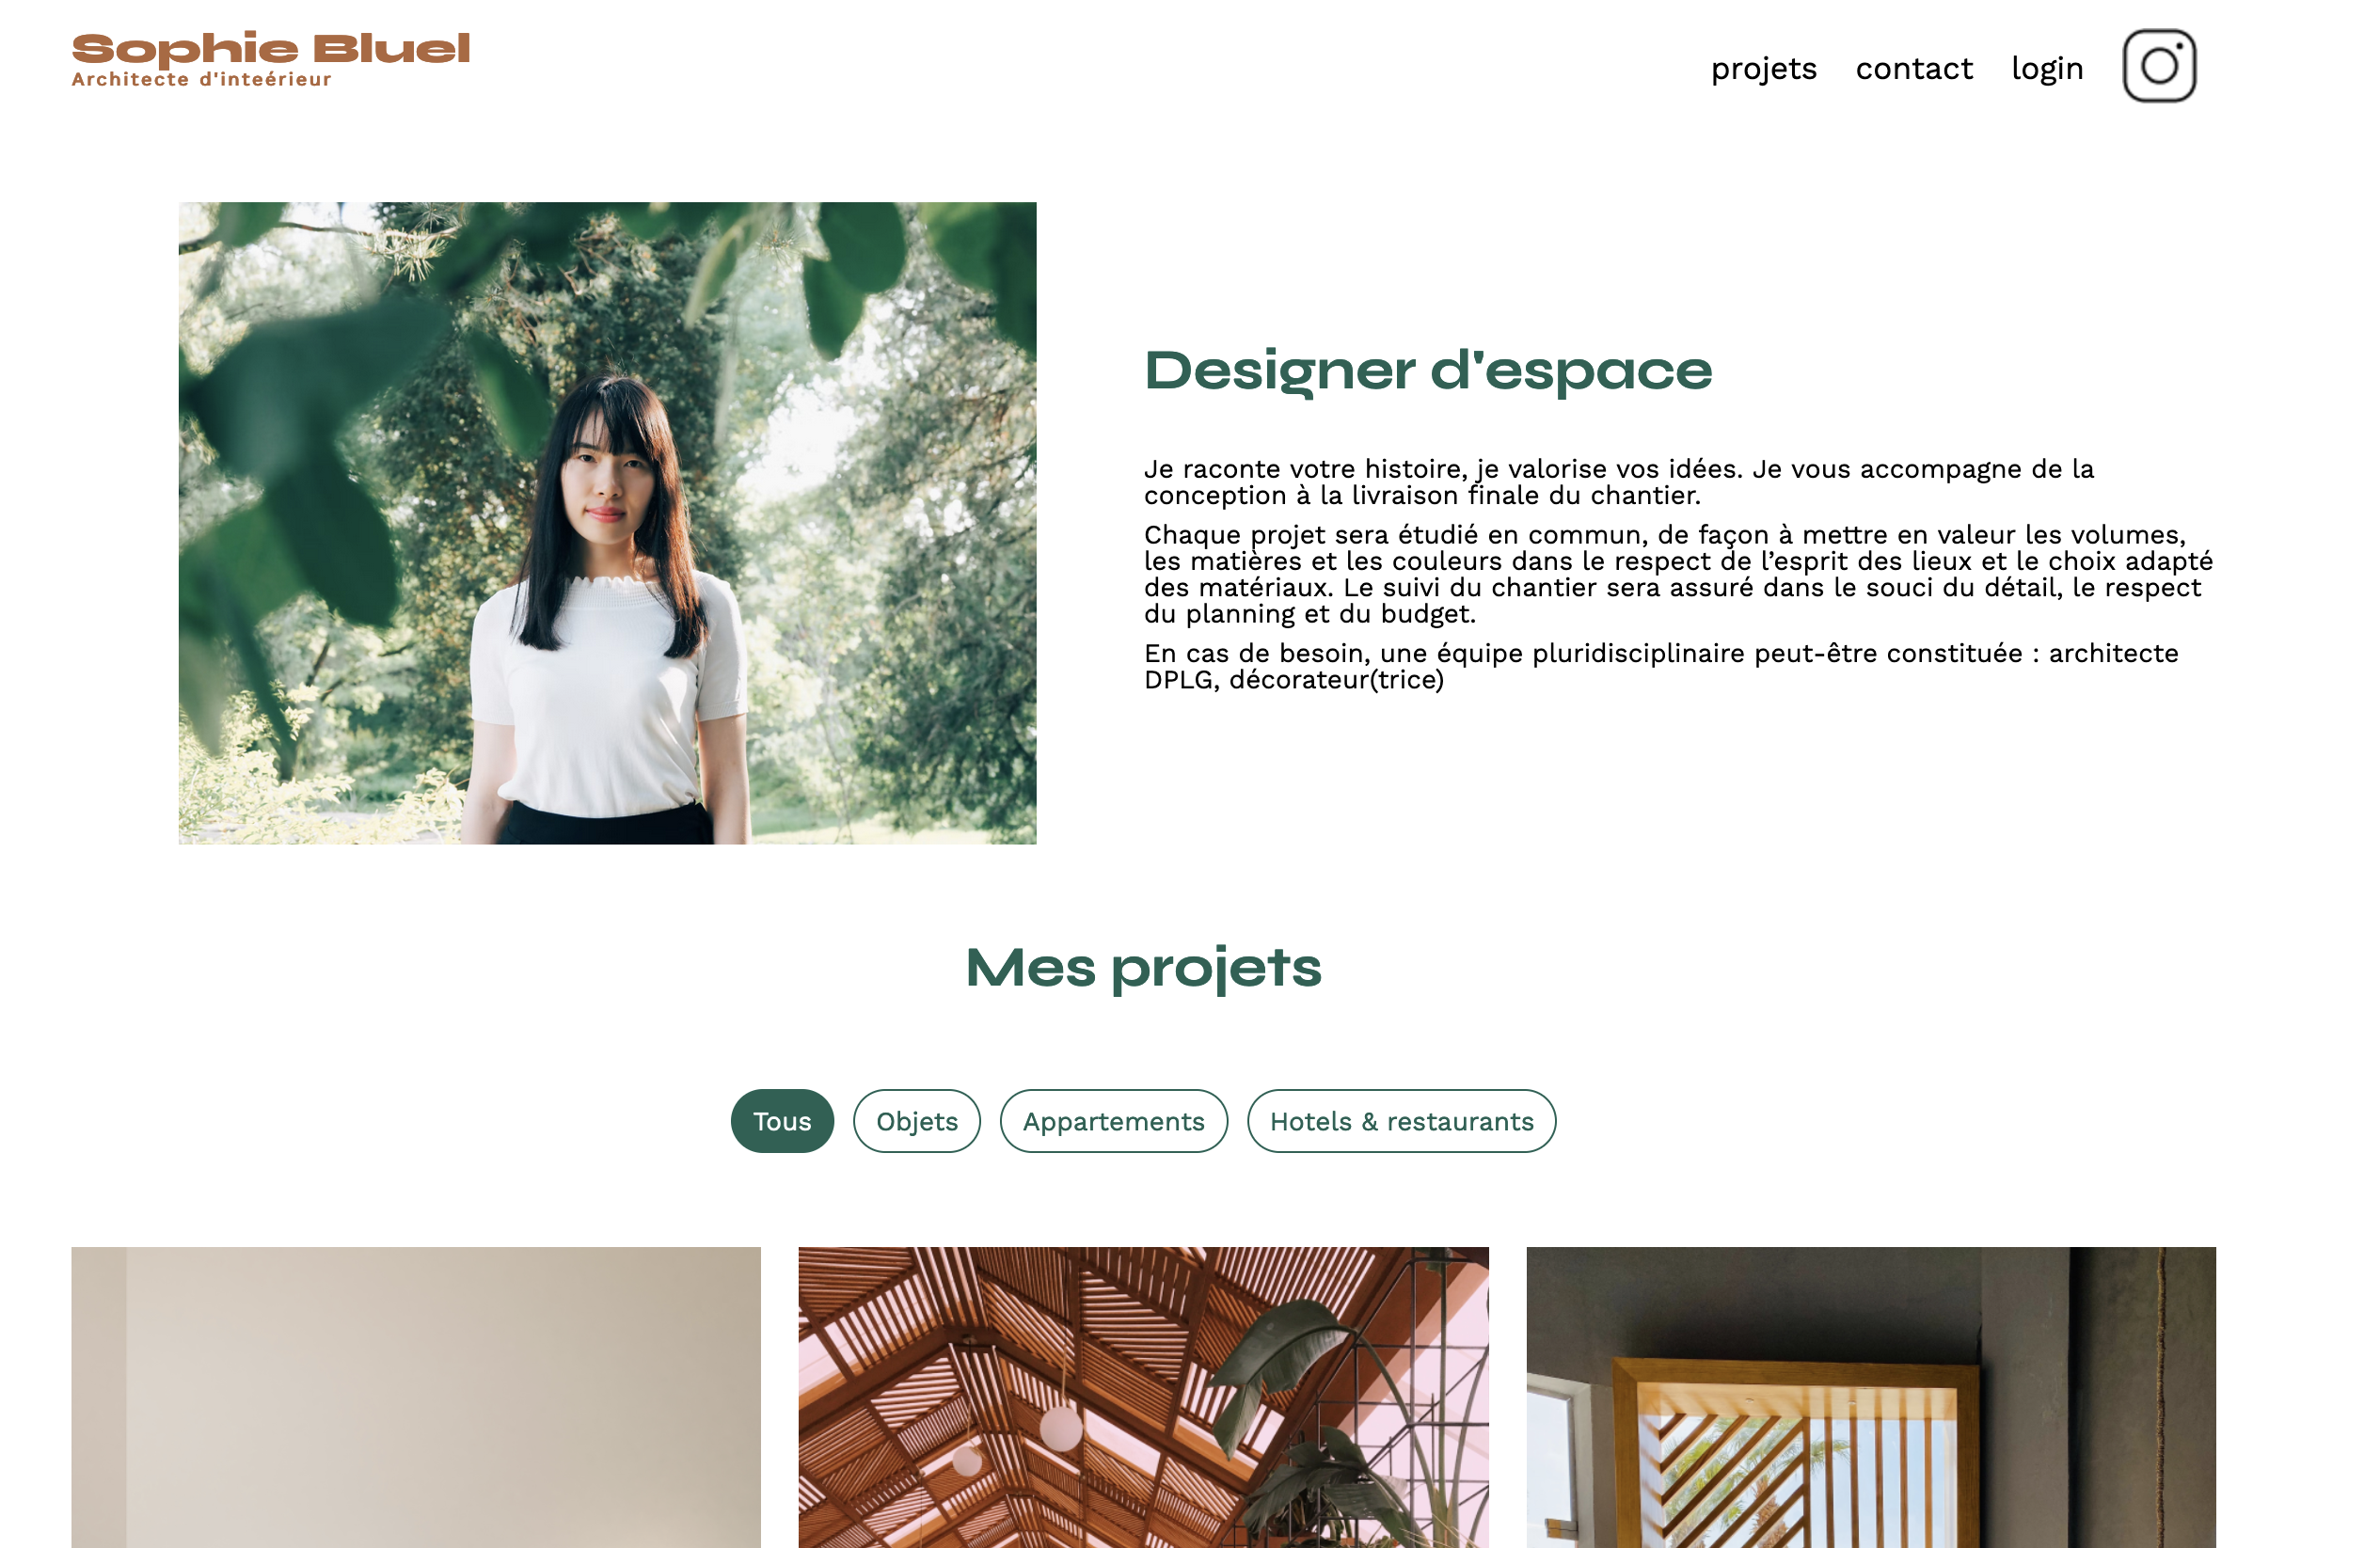 Sophie Bluel
Architecte d'inteérieur
projets contact login
Designer d'espace
Je raconte votre histoire, je valorise vos idées. Je vous accompagne de la
conception à la livraison finale du chantier.
Chaque projet sera étudié en commun, de façon à mettre en valeur les volumes,
les matières et les couleurs dans le respect de l’esprit des lieux et le choix adapté
des matériaux. Le suivi du chantier sera assuré dans le souci du détail, le respect
du planning et du budget.
En cas de besoin, une équipe pluridisciplinaire peut-être constituée : architecte
DPLG, décorateur(trice)
Mes projets
Tous Objets Appartements Hotels & restaurants